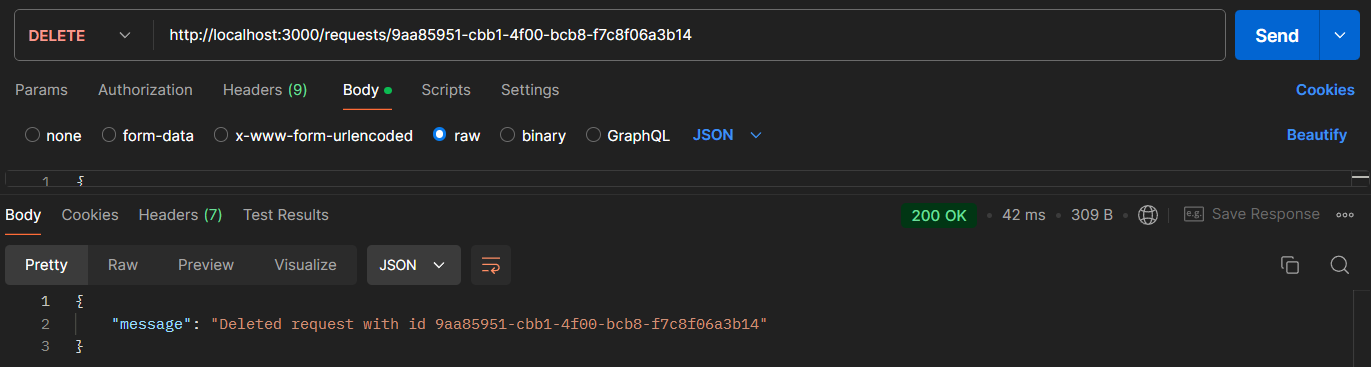 DELETE http://localhost:3000/requests/9aa85951-cbb1-4f00-bcb8-f7c8f06a3b14 Send
Params Authorization Headers (9) Body Scripts Settings Cookies
none form-data x-www-form-urlencoded raw binary GraphQL JSON Beautify
1 {
Body Cookies Headers (7) Test Results 200 OK 42 ms 309 B e.g. Save Response
Pretty Raw Preview Visualize JSON
1 {
2 "message": "Deleted request with id 9aa85951-cbb1-4f00-bcb8-f7c8f06a3b14"
3 }